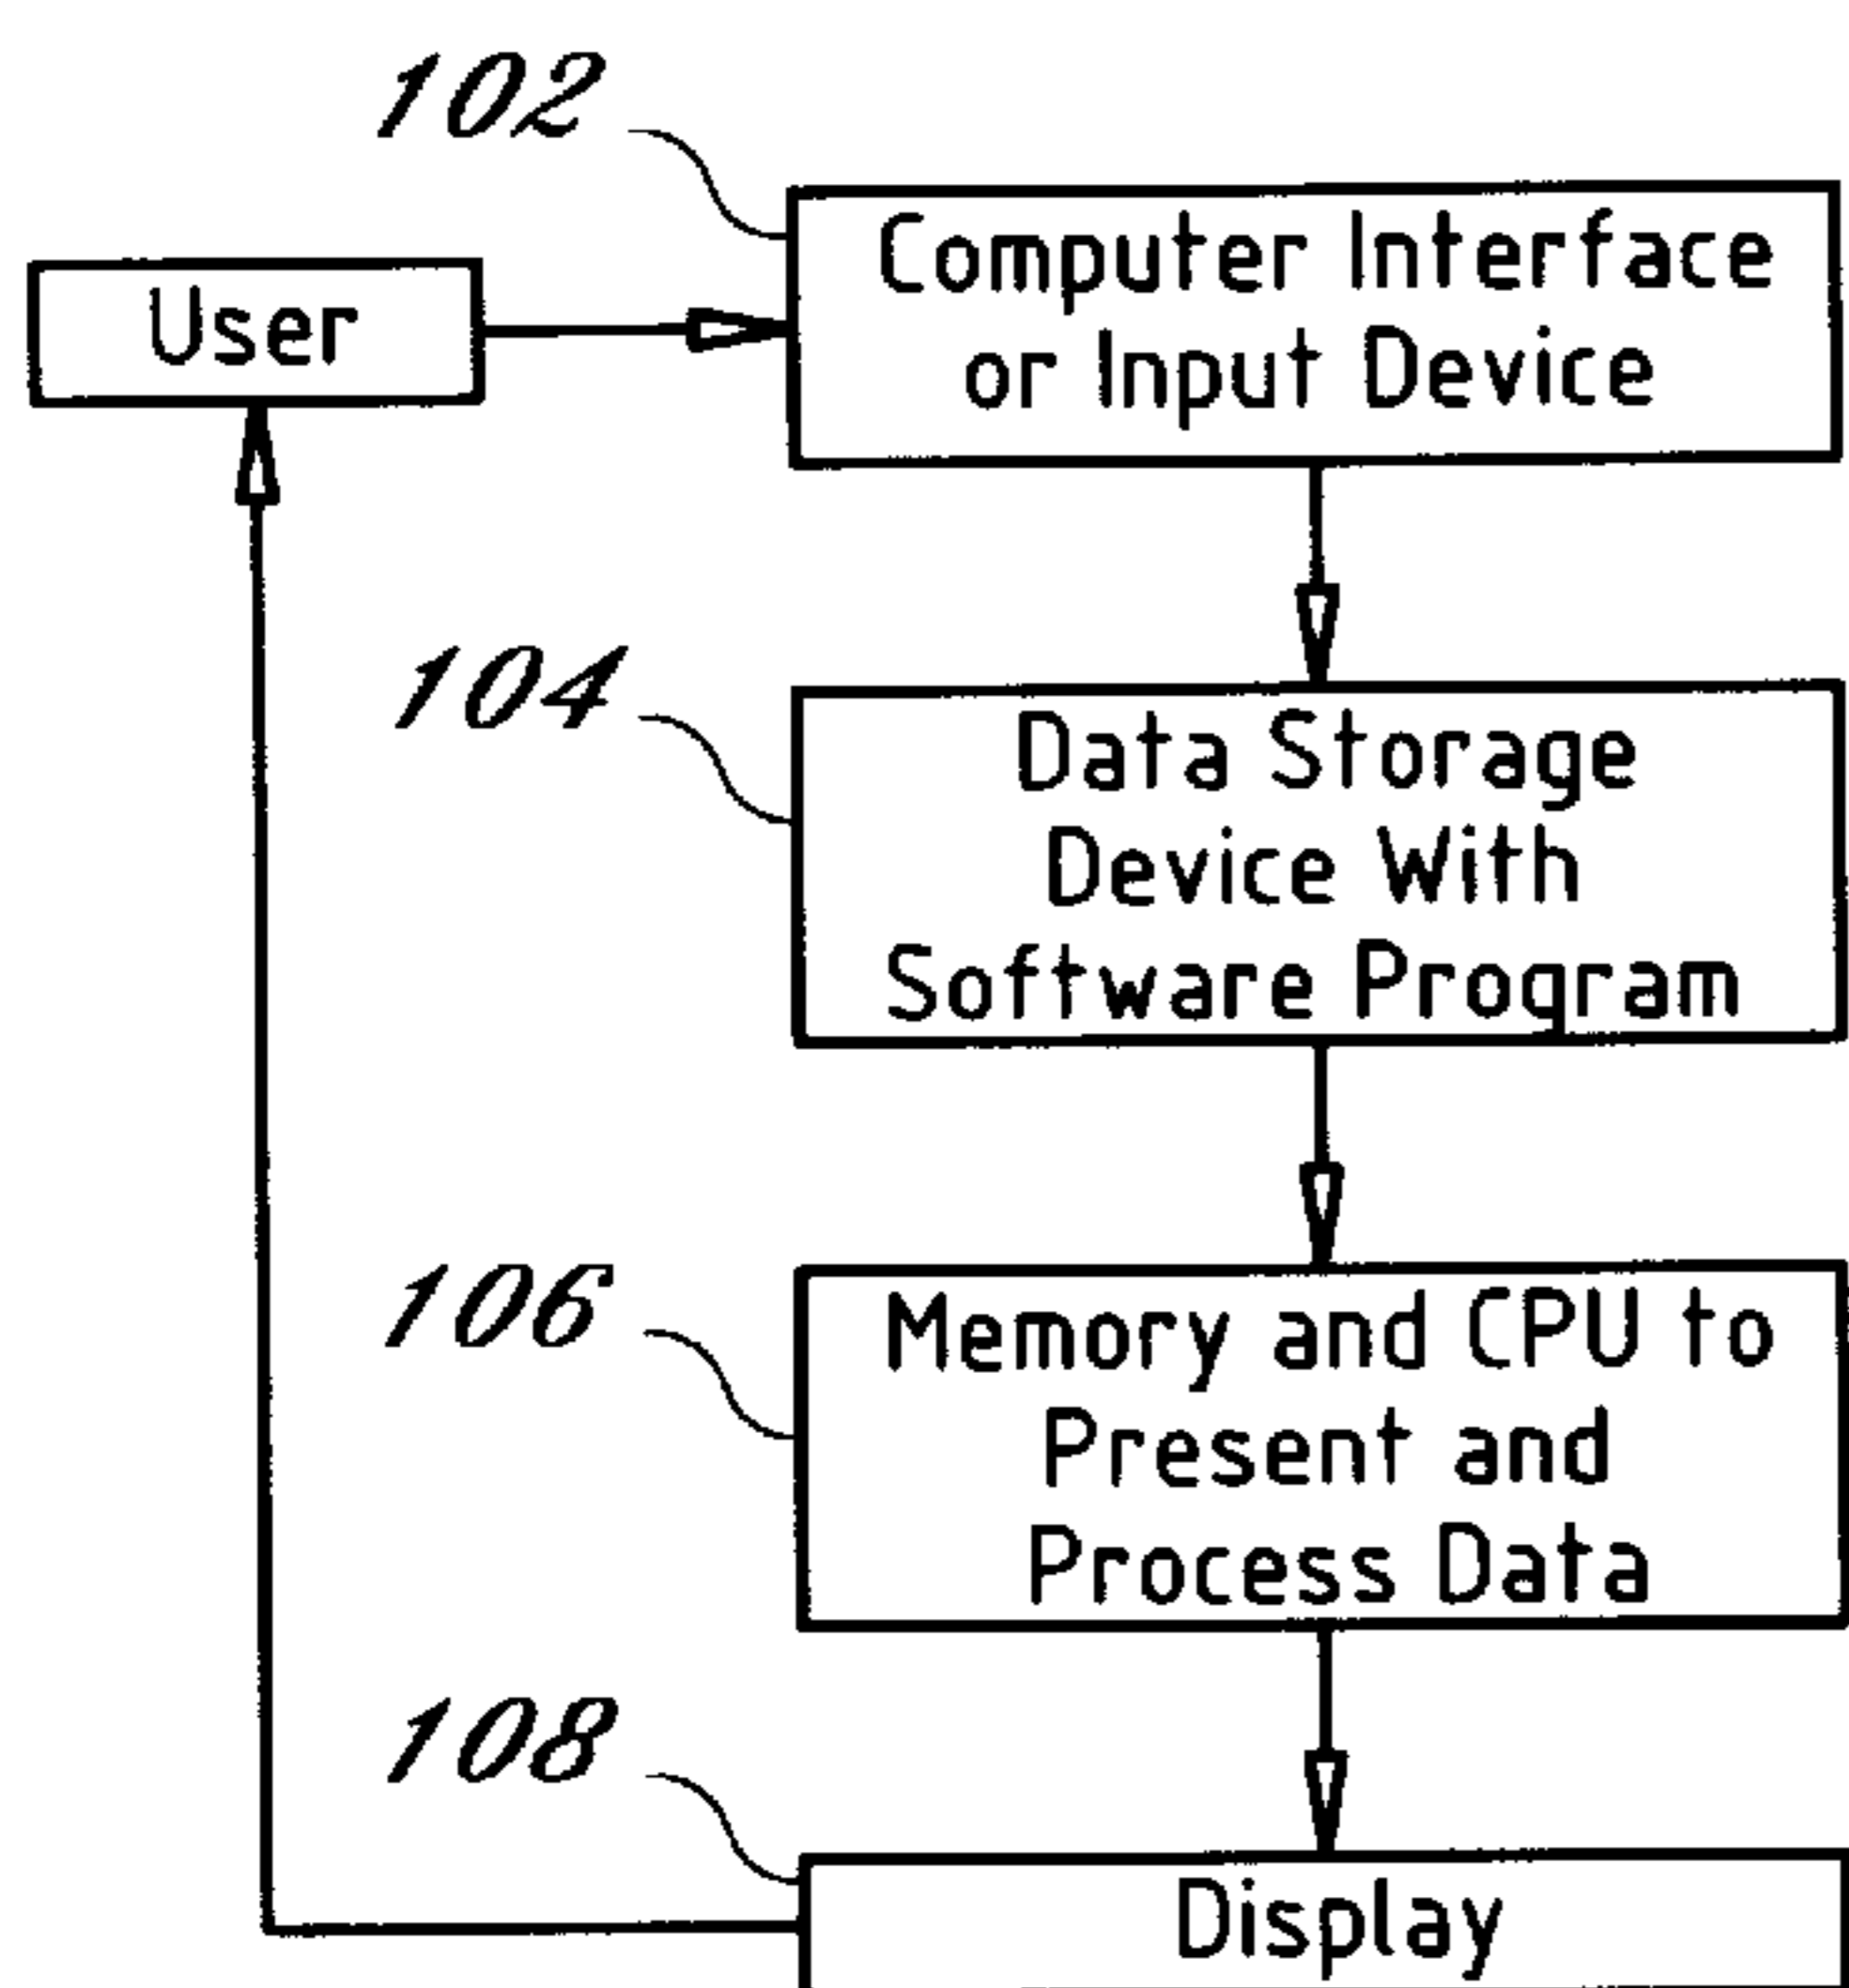 102
Computer Interface
or Input Device
User
104
Data Storage
Device With
Software Program
106
Memory and CPU to
Present and
Process Data
108
Display